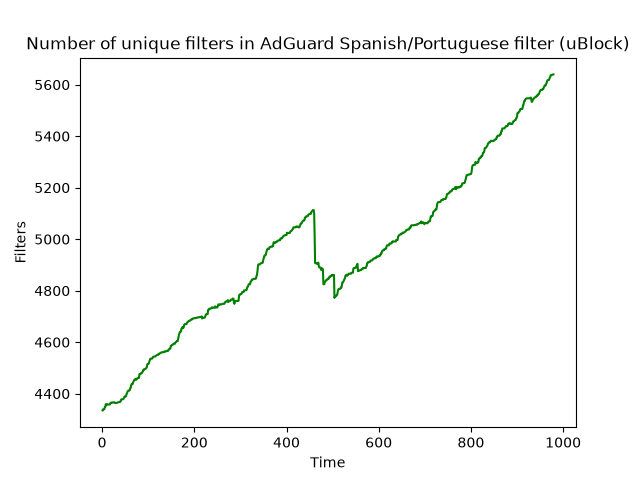 Number of unique filters in AdGuard Spanish/Portuguese filter (uBlock)
5600
5400
5200
5000
4800
4600
4400
Filters
0 200 400 600 800 1000
Time